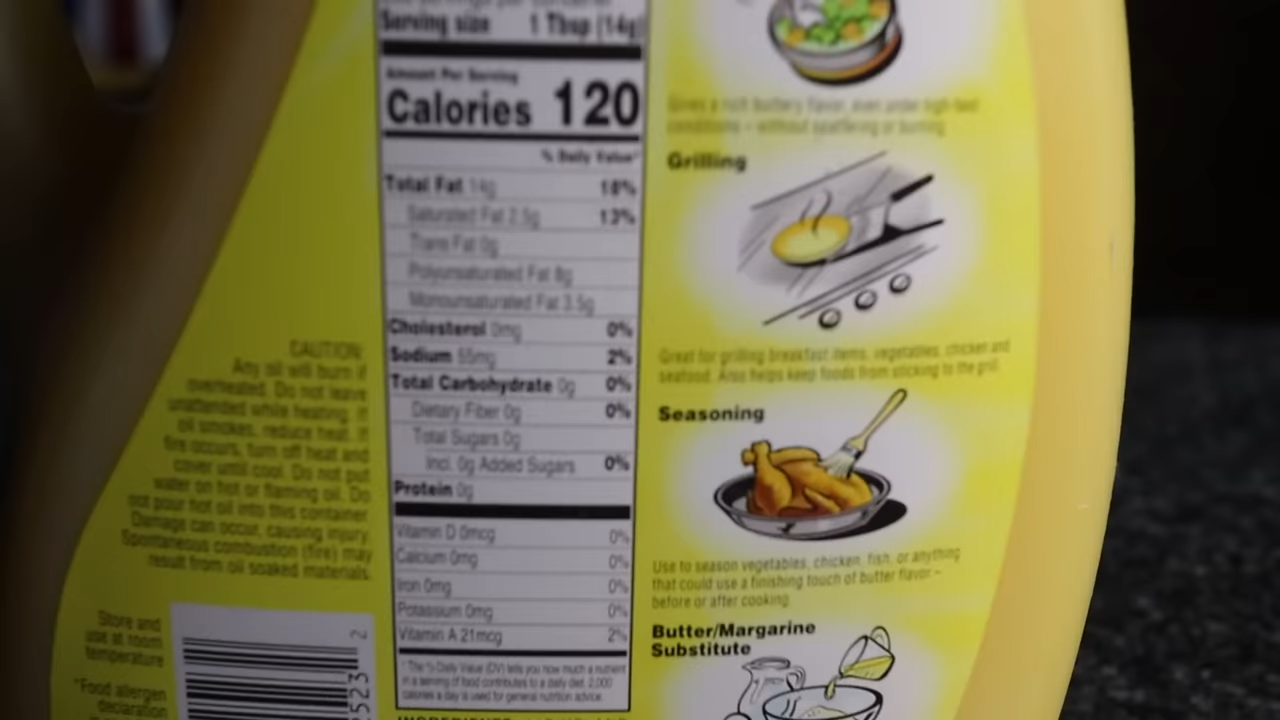 Serving size 1 Tbsp (14g)
Amount Per Serving
Calories 120
% Daily Value*
Total Fat 14g 18%
Saturated Fat 2.5g 13%
Trans Fat 0g
Polyunsaturated Fat 8g
Monounsaturated Fat 3.5g
Cholesterol 0mg 0%
Sodium 55mg 2%
Total Carbohydrate 0g 0%
Dietary Fiber 0g 0%
Total Sugars 0g
Incl. 0g Added Sugars 0%
Protein 0g
Vitamin D 0mcg 0%
Calcium 0mg 0%
Iron 0mg 0%
Potassium 0mg 0%
Vitamin A 21mcg 2%
* The % Daily Value (DV) tells you how much a nutrient
in a serving of food contributes to a daily diet. 2,000
calories a day is used for general nutrition advice.
CAUTION:
Any oil will burn if
overheated. Do not leave
unattended while heating. If
oil smokes, reduce heat. If
fire occurs, turn off heat and
cover until cool. Do not put
water on hot or flaming oil. Do
not pour hot oil into this container.
Damage can occur, causing injury.
Spontaneous combustion (fire) may
result from oil soaked materials.
Store and
use at room
temperature
*Food allergen
declaration
2
2523
Gives a rich buttery flavor, even under high-heat
conditions – without spattering or burning
Grilling
Great for grilling breakfast items, vegetables, chicken and
seafood. Also helps keep foods from sticking to the grill.
Seasoning
Use to season vegetables, chicken, fish, or anything
that could use a finishing touch of butter flavor –
before or after cooking.
Butter/Margarine
Substitute